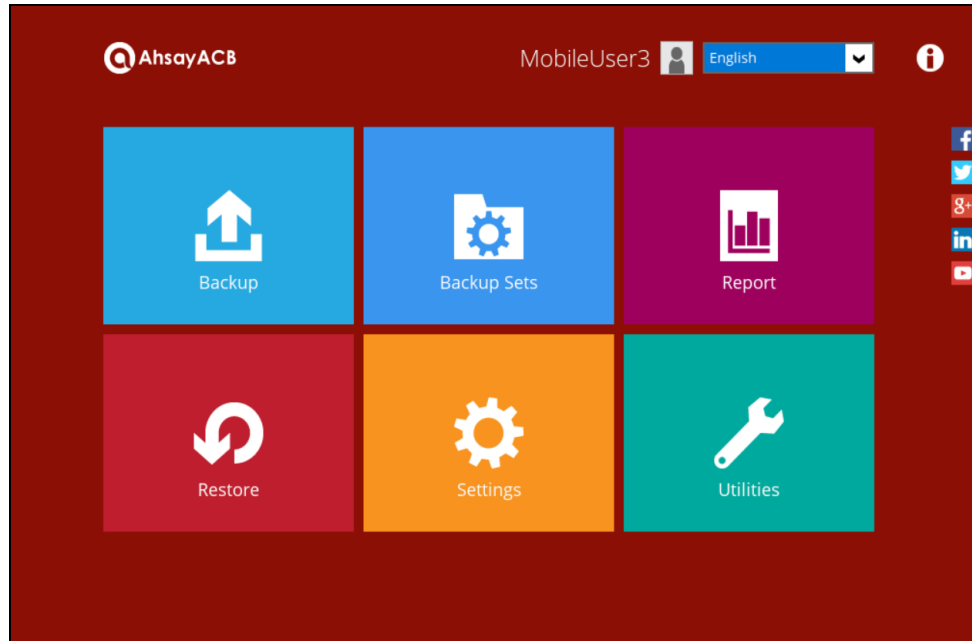 AhsayACB
MobileUser3
English
Backup
Backup Sets
Report
Restore
Settings
Utilities